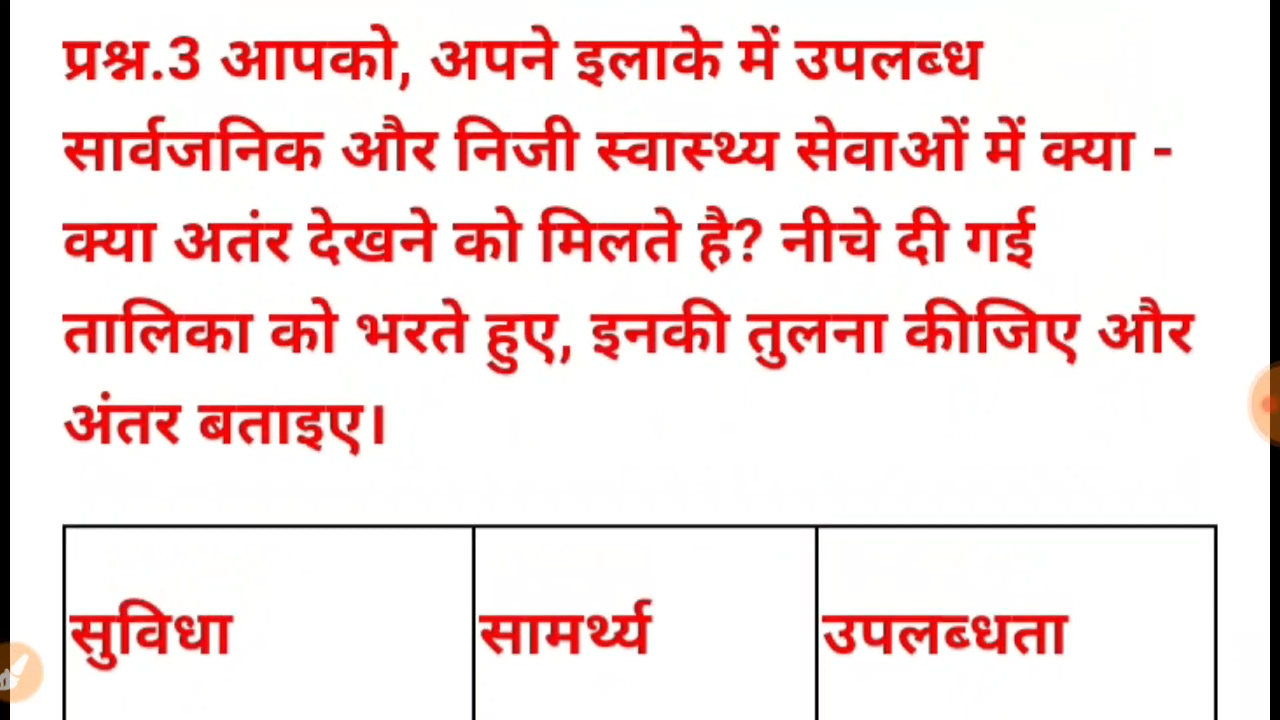 प्रश्न.3 आपको, अपने इलाके में उपलब्ध
सार्वजनिक और निजी स्वास्थ्य सेवाओं में क्या -
क्या अतंर देखने को मिलते है? नीचे दी गई
तालिका को भरते हुए, इनकी तुलना कीजिए और
अंतर बताइए।
सुविधा सामर्थ्य उपलब्धता